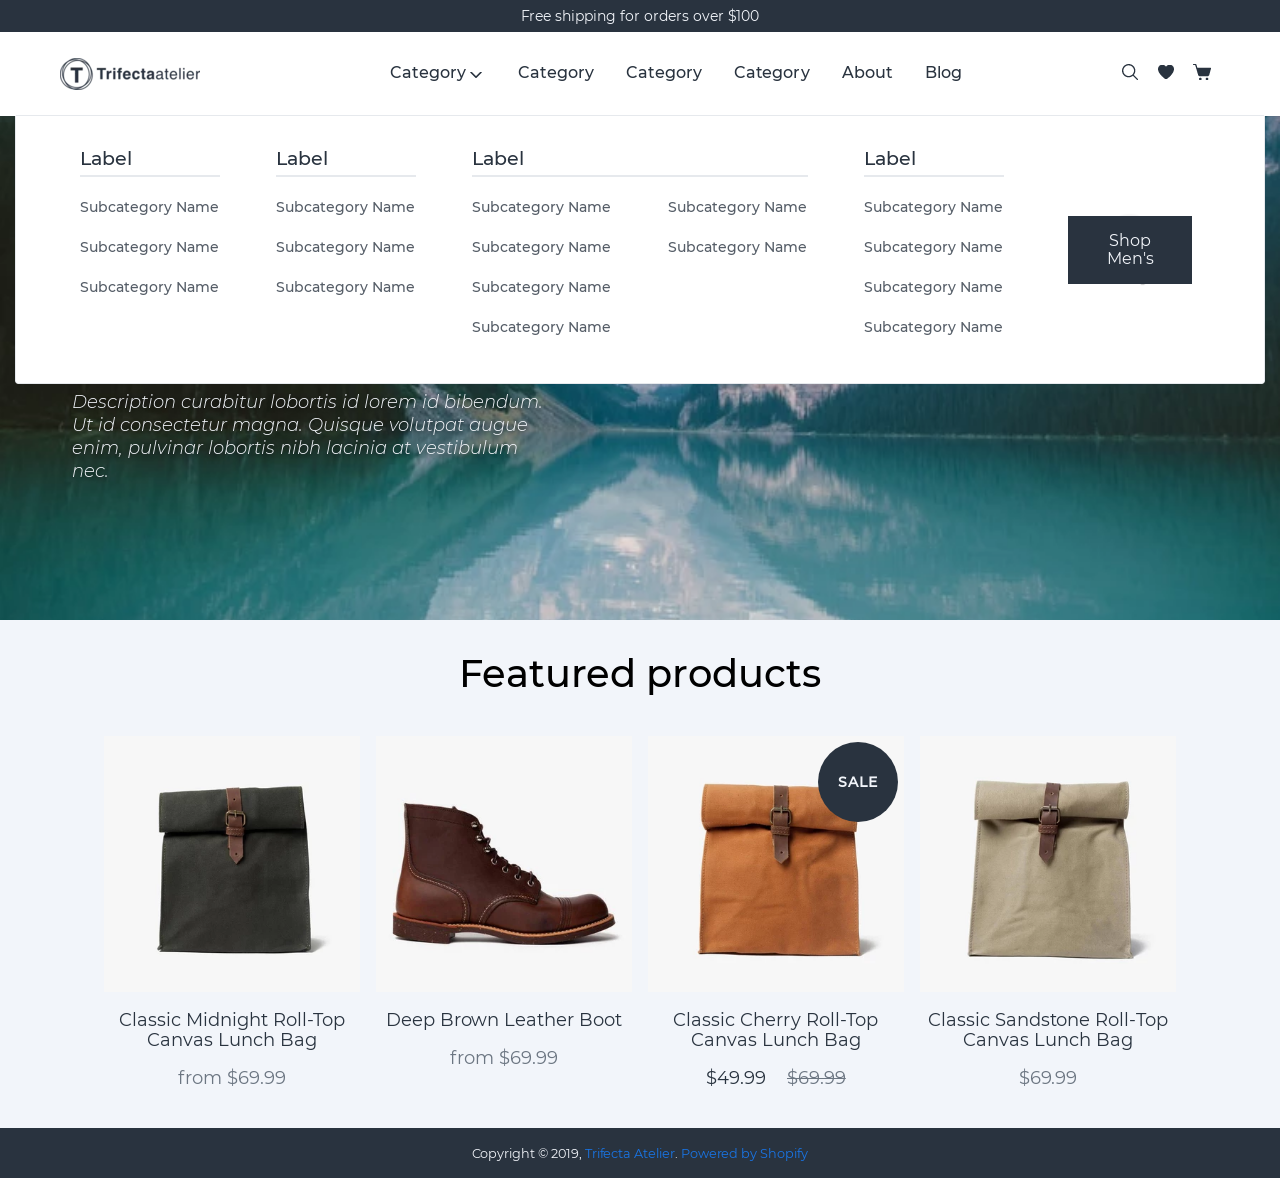 Free shipping for orders over $100
T Trifectaatelier
Category Category Category Category About Blog
Label Label Label Label
Subcategory Name Subcategory Name Subcategory Name Subcategory Name Subcategory Name
Subcategory Name Subcategory Name Subcategory Name Subcategory Name Subcategory Name
Subcategory Name Subcategory Name Subcategory Name Subcategory Name
Subcategory Name Subcategory Name
Shop
Men's
Description curabitur lobortis id lorem id bibendum.
Ut id consectetur magna. Quisque volutpat augue
enim, pulvinar lobortis nibh lacinia at vestibulum
nec.
Featured products
SALE
Classic Midnight Roll-Top
Canvas Lunch Bag
from $69.99
Deep Brown Leather Boot
from $69.99
Classic Cherry Roll-Top
Canvas Lunch Bag
$49.99 $69.99
Classic Sandstone Roll-Top
Canvas Lunch Bag
$69.99
Copyright © 2019, Trifecta Atelier. Powered by Shopify